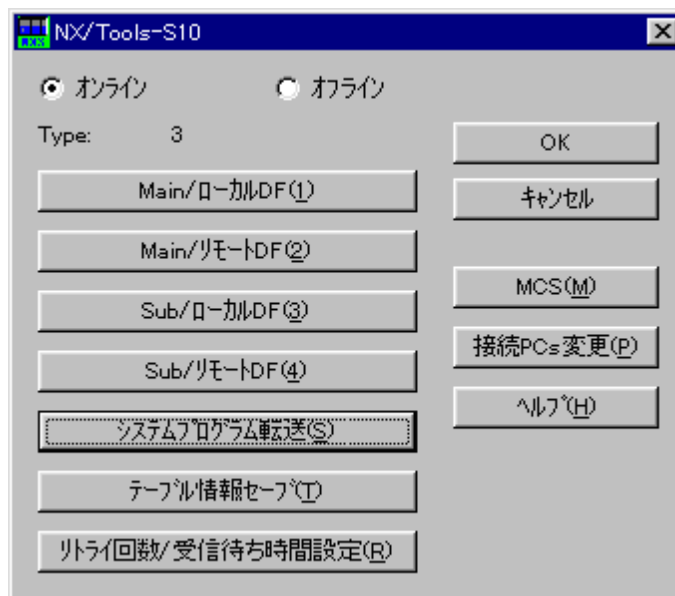 NX/Tools-S10
オンライン オフライン
Type: 3
OK
Main/ローカルDF(1)
キャンセル
Main/リモートDF(2)
MCS(M)
Sub/ローカルDF(3)
接続PCs変更(P)
Sub/リモートDF(4)
ヘルプ(H)
システムプログラム転送(S)
テーブル情報セーブ(T)
リトライ回数/受信待ち時間設定(R)